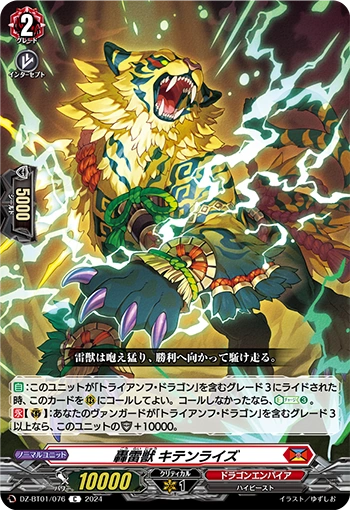 2
グレード
インターセプト
5000
シールド
雷獣は咆え猛り、勝利へ向かって駆け走る。
自:このユニットが「トライアンフ・ドラゴン」を含むグレード3にライドされた
時、このカードを Rにコールしてよい。コールしなかったなら、
永【 】:あなたのヴァンガードが「トライアンフ・ドラゴン」を含むグレード3
以上なら、このユニットの +10000。
ノーマルユニット
轟雷獣 キテンライズ
パワー
10000
クリティカル
1
ドラゴンエンパイア
ハイビースト
DZ-BT01/076 C 2024
イラスト/ゆずしお